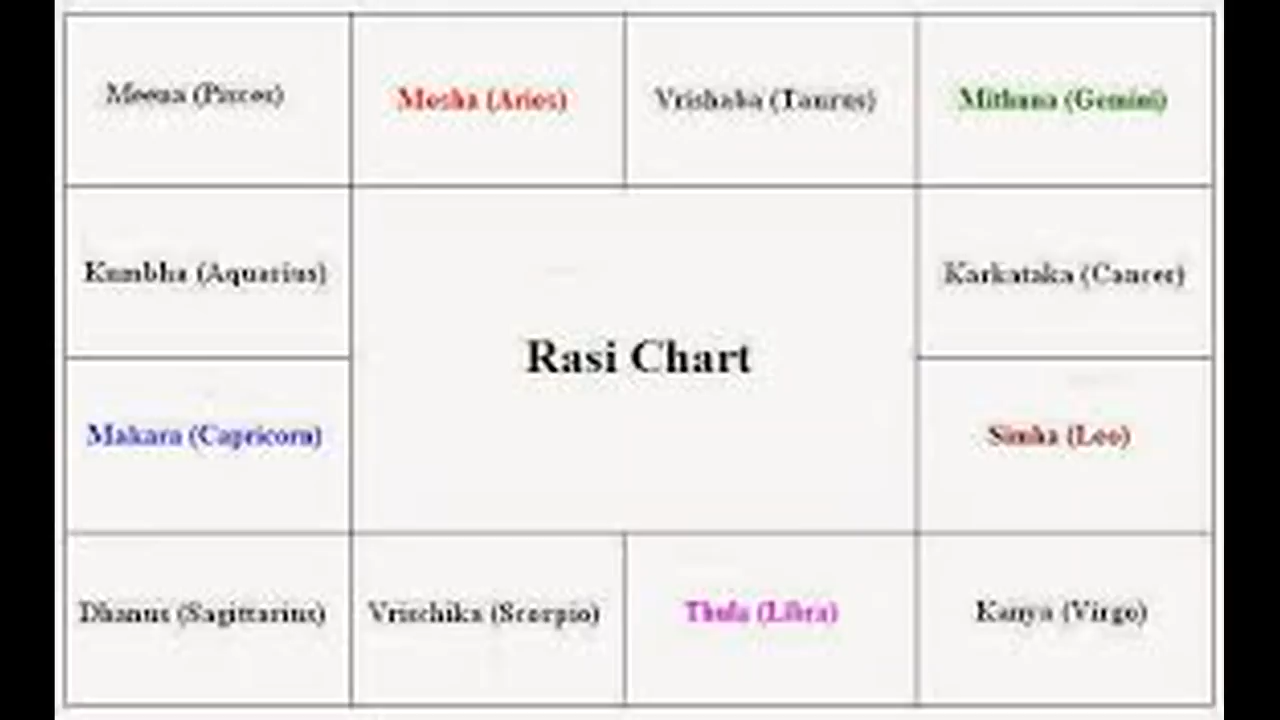 Meena (Pisces)
Mesha (Aries)
Vrishaba (Taurus)
Mithuna (Gemini)
Kumbha (Aquarius)
Karkataka (Cancer)
Rasi Chart
Makara (Capricorn)
Simha (Leo)
Dhanus (Sagittarius)
Vrischika (Scorpio)
Thula (Libra)
Kanya (Virgo)